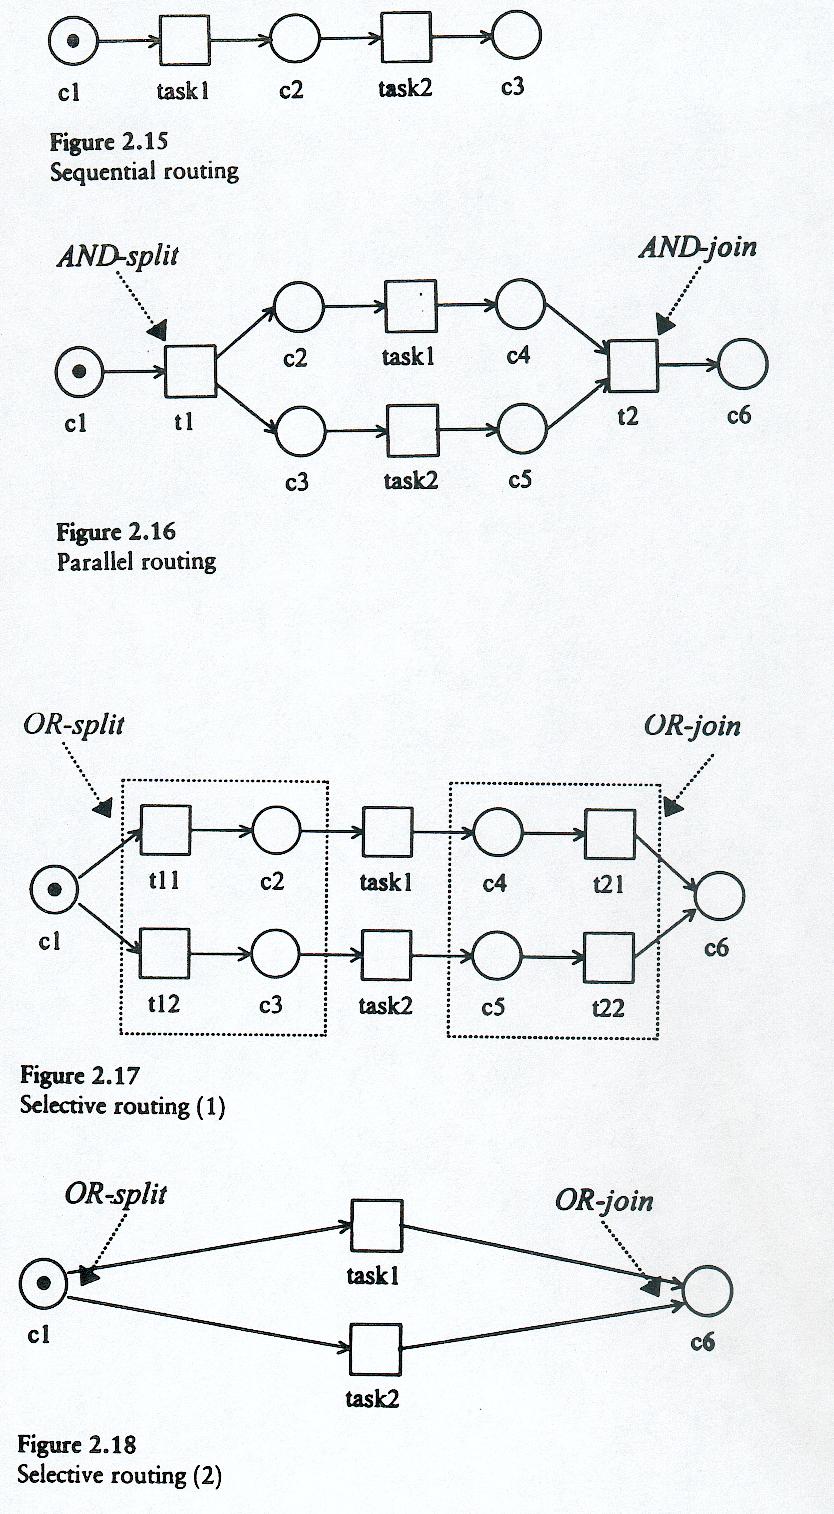 c1 task1 c2 task2 c3
Figure 2.15
Sequential routing
AND-split AND-join
c2 task1 c4
c1 t1 t2 c6
c3 task2 c5
Figure 2.16
Parallel routing
OR-split OR-join
t11 c2 task1 c4 t21
c1 c6
t12 c3 task2 c5 t22
Figure 2.17
Selective routing (1)
OR-split OR-join
task1
c1 c6
task2
Figure 2.18
Selective routing (2)